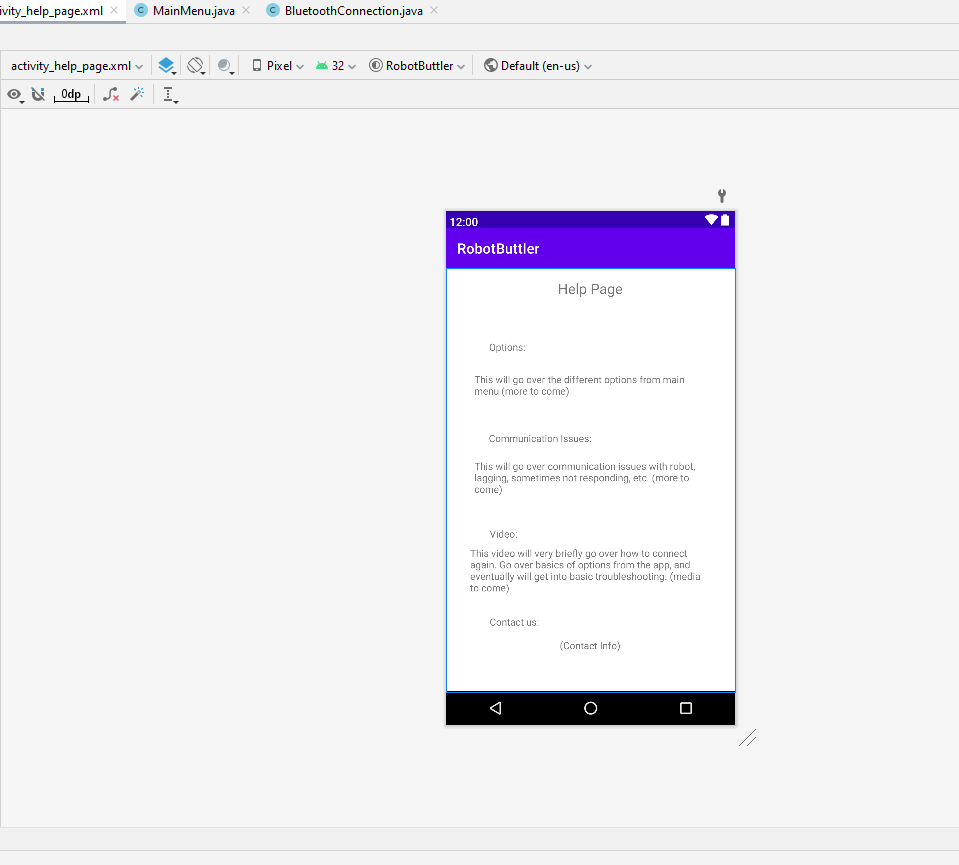 ivity_help_page.xml MainMenu.java BluetoothConnection.java
activity_help_page.xml Pixel 32 RobotButtler Default (en-us)
0dp
12:00
RobotButtler
Help Page
Options:
This will go over the different options from main
menu (more to come)
Communication Issues:
This will go over communication issues with robot,
lagging, sometimes not responding, etc. (more to
come)
Video:
This video will very briefly go over how to connect
again. Go over basics of options from the app, and
eventually will get into basic troubleshooting. (media
to come)
Contact us:
(Contact Info)